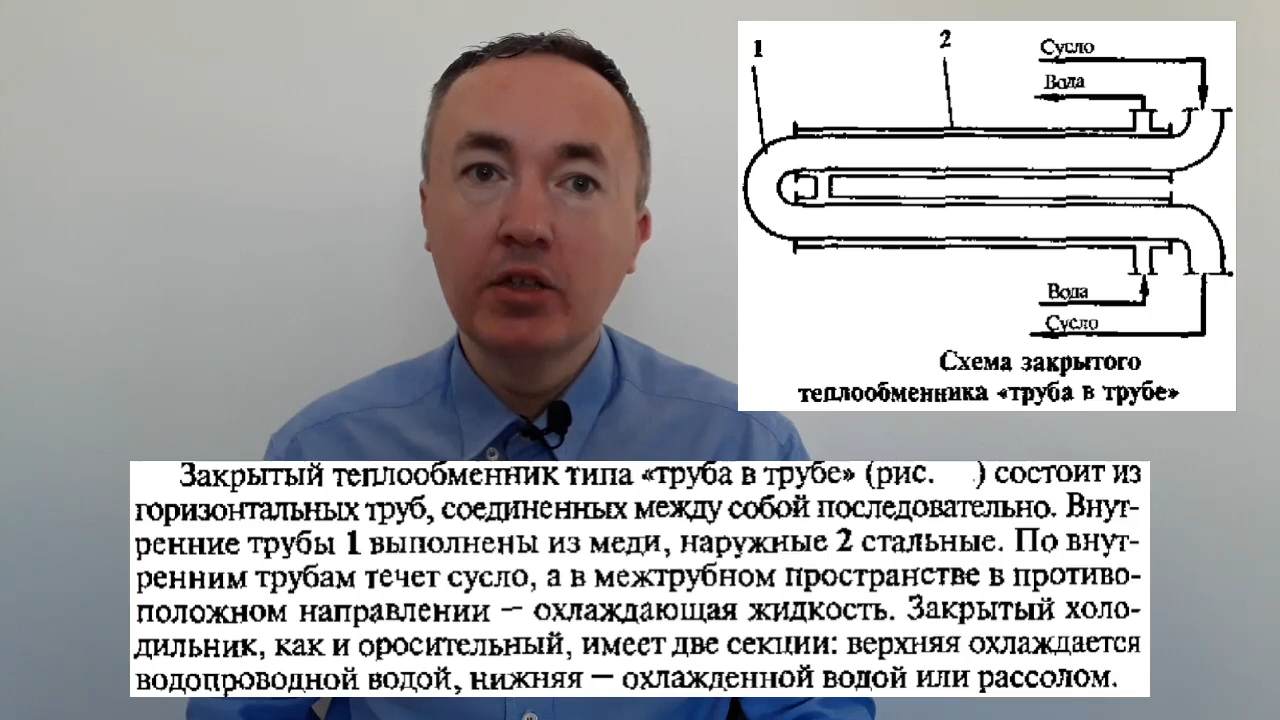 1
2
Сусло
Вода
Вода
Сусло
Схема закрытого
теплообменника «труба в трубе»
Закрытый теплообменник типа «труба в трубе» (рис. ) состоит из
горизонтальных труб, соединенных между собой последовательно. Внут-
ренние трубы 1 выполнены из меди, наружные 2 стальные. По внут-
ренним трубам течет сусло, а в межтрубном пространстве в противо-
положном направлении — охлаждающая жидкость. Закрытый холо-
дильник, как и оросительный, имеет две секции: верхняя охлаждается
водопроводной водой, нижняя — охлажденной водой или рассолом.